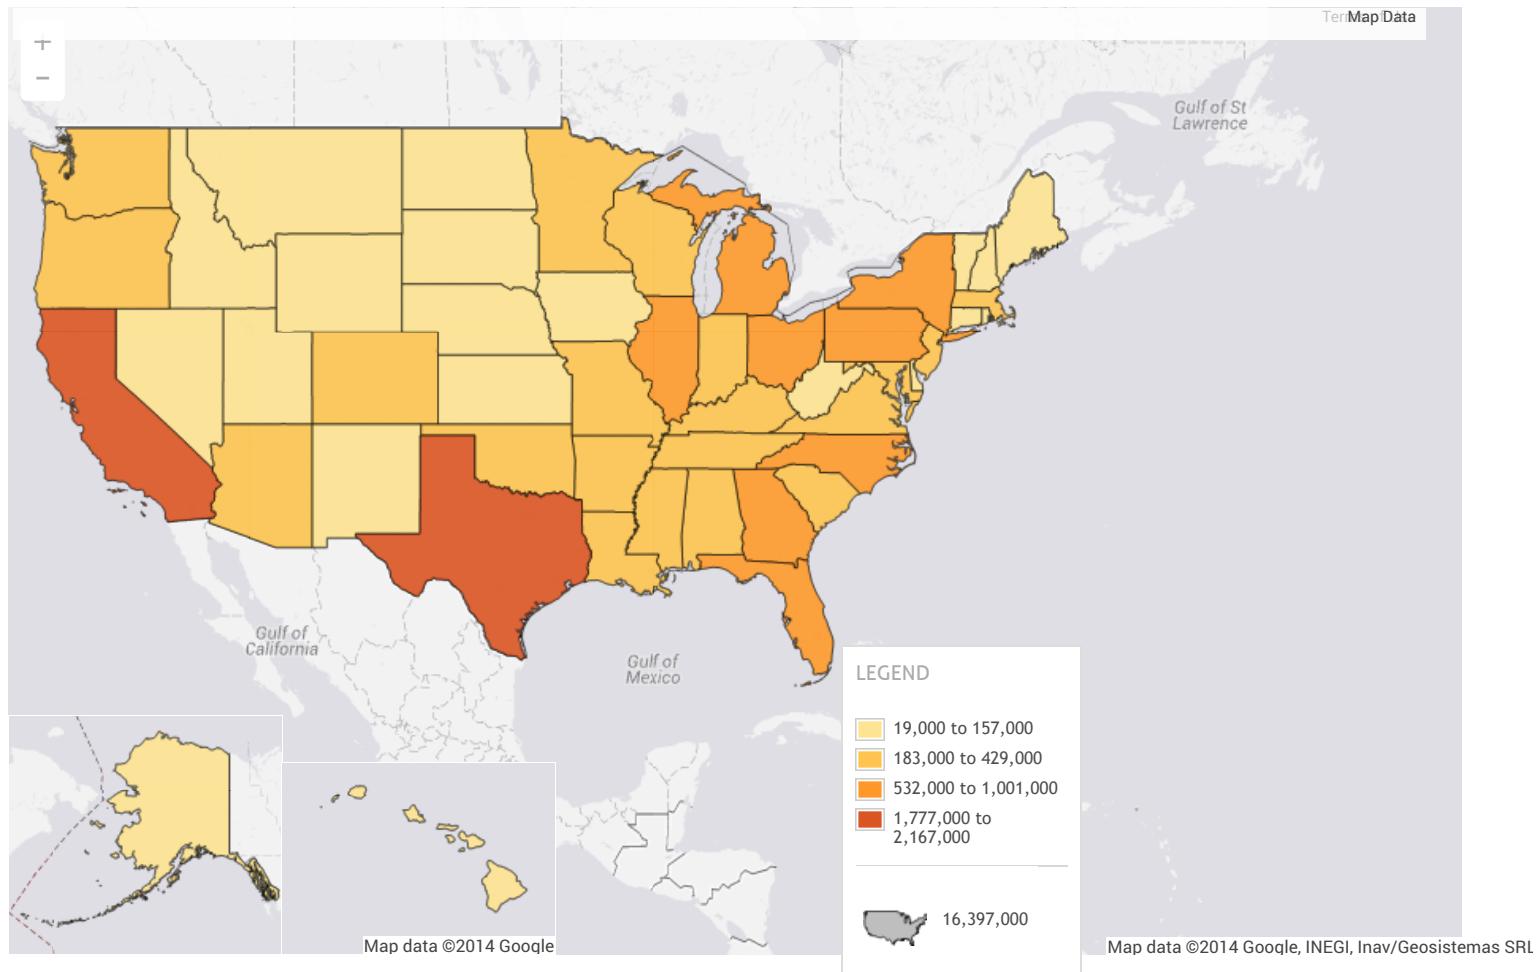 Map Data
+
−
Gulf of St
Lawrence
Gulf of
California
Gulf of
Mexico
LEGEND
19,000 to 157,000
183,000 to 429,000
532,000 to 1,001,000
1,777,000 to
2,167,000
16,397,000
Map data ©2014 Google
Map data ©2014 Google, INEGI, Inav/Geosistemas SRL